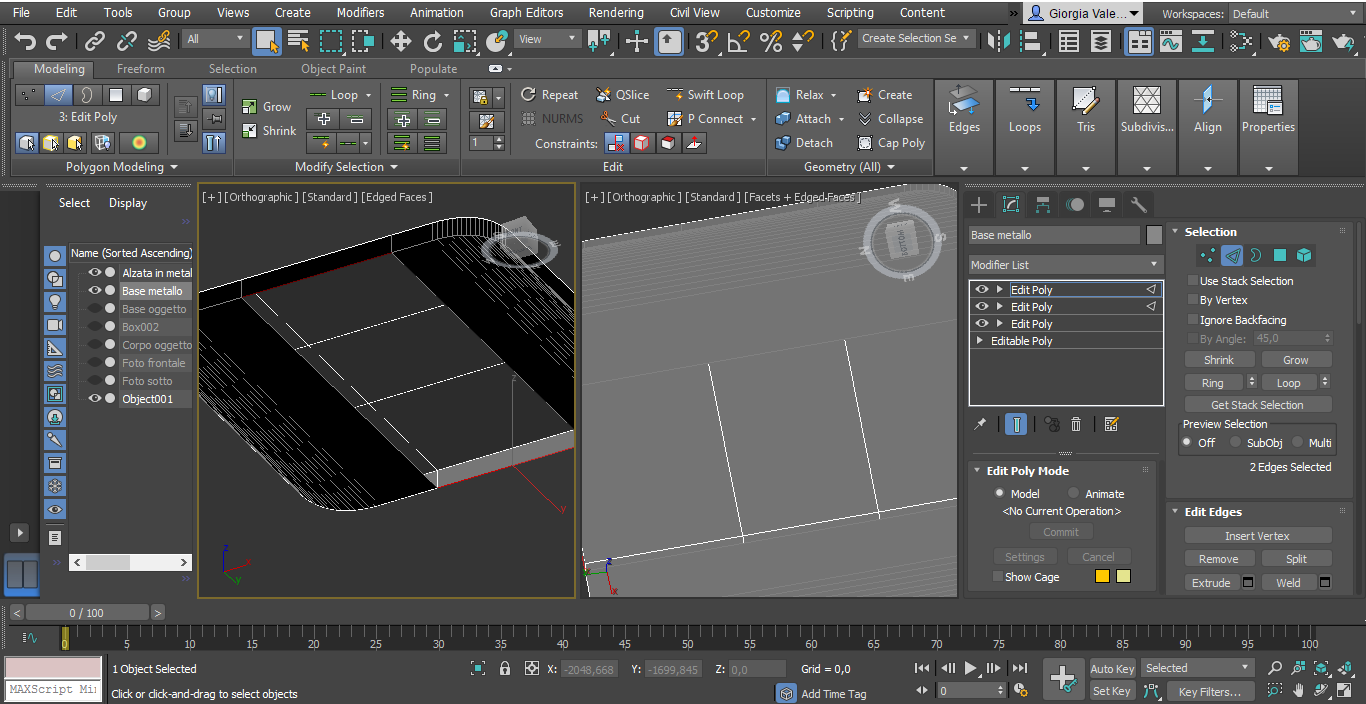 File Edit Tools Group Views Create Modifiers Animation Graph Editors Rendering Civil View Customize Scripting Content » Giorgia Vale... Workspaces: Default
All View Create Selection Se
Modeling Freeform Selection Object Paint Populate
3: Edit Poly
Polygon Modeling
Grow Loop Ring
Shrink
Modify Selection
1
Repeat QSlice Swift Loop
NURMS Cut P Connect
Constraints:
Edit
Relax Create
Attach Collapse
Detach Cap Poly
Geometry (All)
Edges Loops Tris Subdivis... Align Properties
Select Display
»
Name (Sorted Ascending)
Alzata in metal
Base metallo
Base oggetto
Box002
Corpo oggetto
Foto frontale
Foto sotto
Object001
< >
»
»
[+] [Orthographic ] [Standard ] [Edged Faces ]
z
y
z
y
[+] [Orthographic ] [Standard ] [Facets + Edged Faces ]
W
S
N
E
BOTTOM
z
x
Base metallo
Modifier List
Edit Poly
Edit Poly
Edit Poly
Editable Poly
Edit Poly Mode
Model Animate
<No Current Operation>
Commit
Settings Cancel
Show Cage
Selection
Use Stack Selection
By Vertex
Ignore Backfacing
By Angle: 45,0
Shrink Grow
Ring Loop
Get Stack Selection
Preview Selection
Off SubObj Multi
2 Edges Selected
Edit Edges
Insert Vertex
Remove Split
Extrude Weld
< 0 / 100 >
0 5 10 15 20 25 30 35 40 45 50 55 60 65 70 75 80 85 90 95 100
MAXScript Mi
1 Object Selected
Click or click-and-drag to select objects
X: -2048,668 Y: -1699,845 Z: 0,0 Grid = 0,0
Add Time Tag
0
Auto Key Selected
Set Key Key Filters...